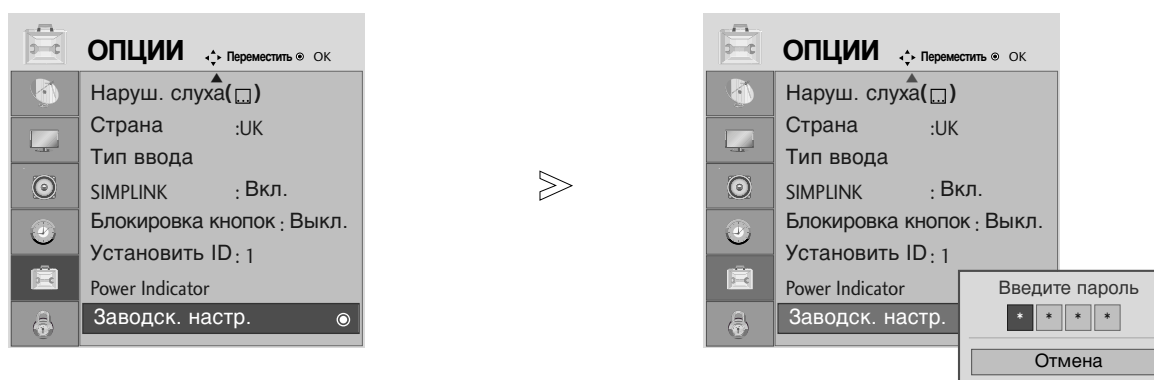 ОПЦИИ Переместить OK
Наруш. слуха( )
Страна :UK
Тип ввода
SIMPLINK : Вкл.
Блокировка кнопок : Выкл.
Установить ID : 1
Power Indicator
Заводск. настр.
>
ОПЦИИ Переместить OK
Наруш. слуха( )
Страна :UK
Тип ввода
SIMPLINK : Вкл.
Блокировка кнопок : Выкл.
Установить ID : 1
Power Indicator
Заводск. настр.
Введите пароль
* * * *
Отмена